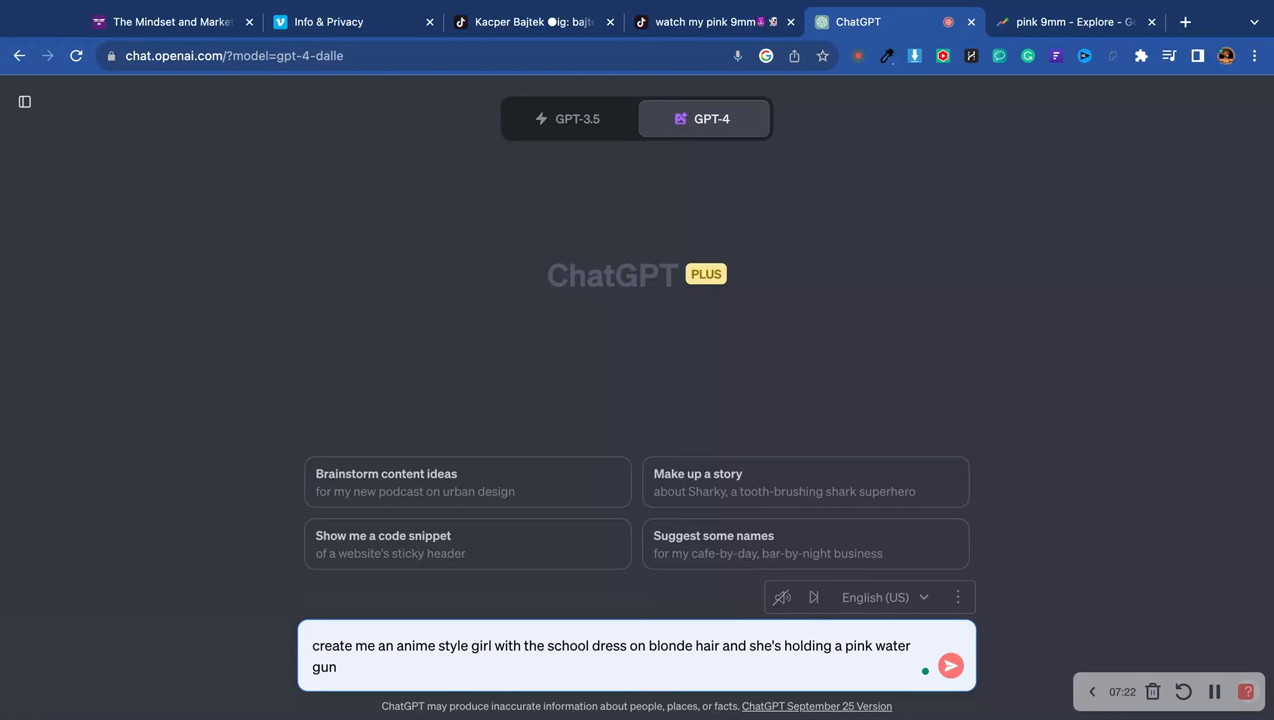 The Mindset and Market
Info & Privacy
Kacper Bajtek ⚫ig: bajt
watch my pink 9mm
ChatGPT
pink 9mm - Explore - Go
chat.openai.com/?model=gpt-4-dalle
GPT-3.5
GPT-4
ChatGPT PLUS
Brainstorm content ideas
for my new podcast on urban design
Make up a story
about Sharky, a tooth-brushing shark superhero
Show me a code snippet
of a website's sticky header
Suggest some names
for my cafe-by-day, bar-by-night business
English (US)
create me an anime style girl with the school dress on blonde hair and she's holding a pink water
gun
07:22
ChatGPT may produce inaccurate information about people, places, or facts. ChatGPT September 25 Version